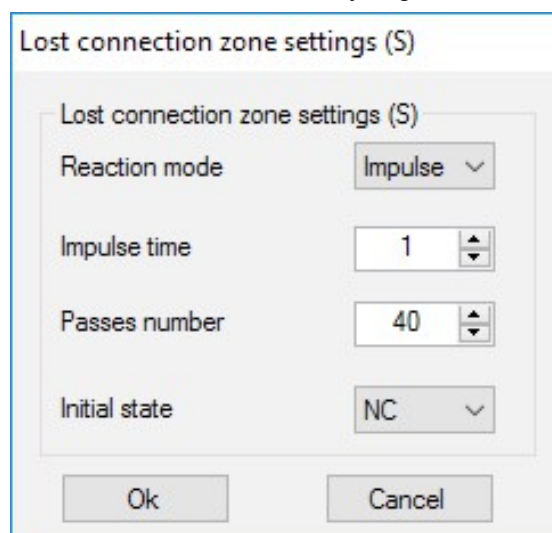 Lost connection zone settings (S)
Lost connection zone settings (S)
Reaction mode Impulse
Impulse time 1
Passes number 40
Initial state NC
Ok Cancel